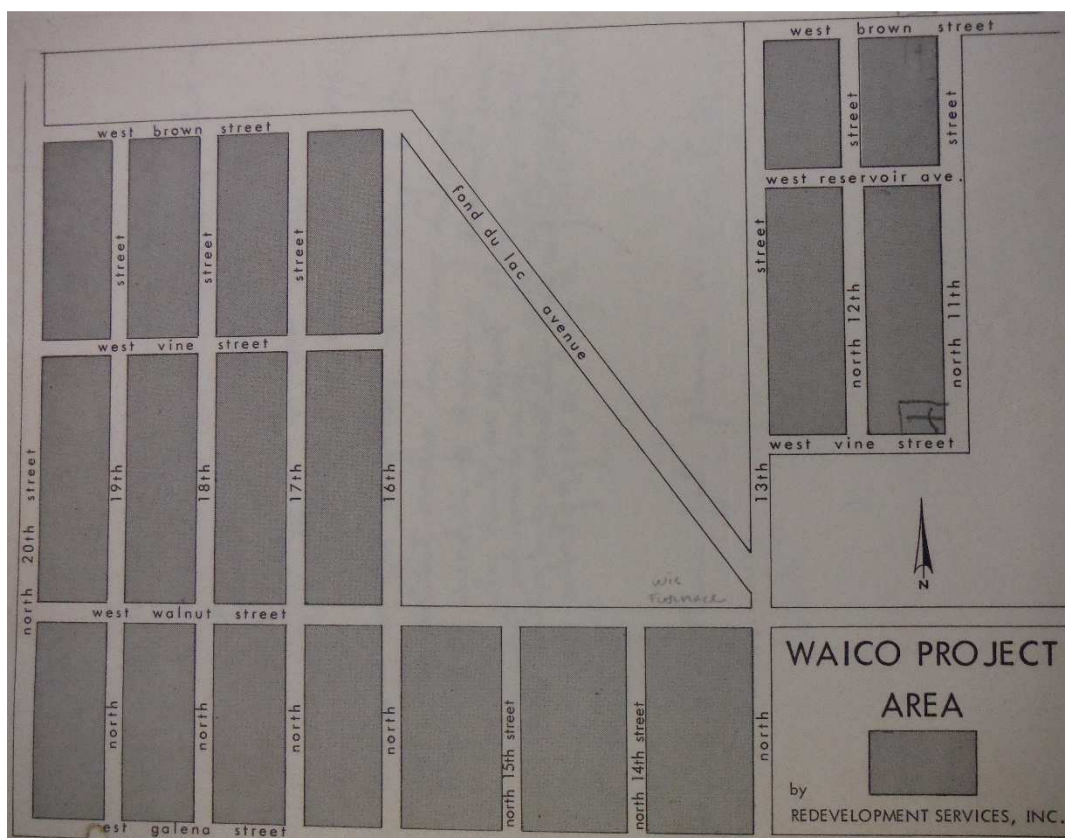 west brown street
west brown street
street
street
west reservoir ave.
fond du lac avenue
street
street
street
street
north 12th
north 11th
west vine street
west vine street
north 20th street
19th
18th
17th
16th
13th
N
wis
Furnace
west walnut street
WAICO PROJECT
AREA
north
north
north
north
north 15th street
north 14th street
north
by
REDEVELOPMENT SERVICES, INC.
est galena street